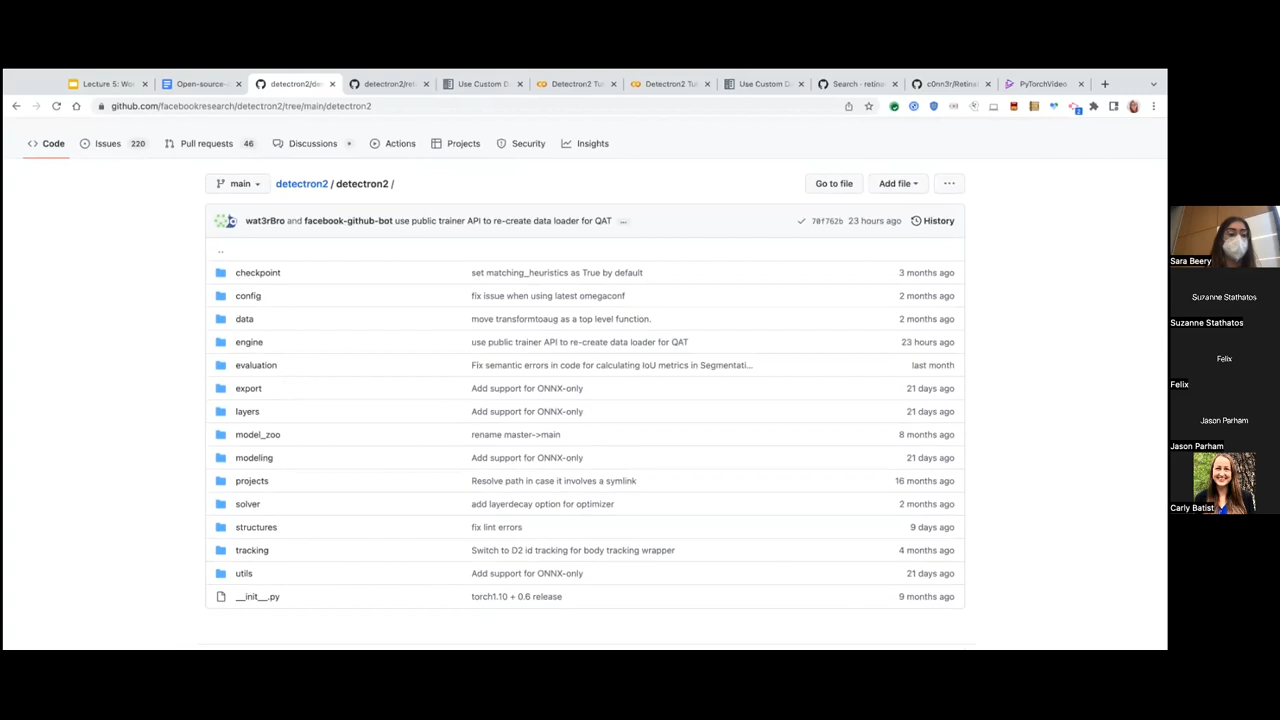 Lecture 5: Wo
Open-source-
detectron2/de
detectron2/ret
Use Custom D
Detectron2 Tu
Detectron2 Tut
Use Custom Da
Search · retina
c0nn3r/Retina
PyTorchVideo
github.com/facebookresearch/detectron2/tree/main/detectron2
2
Code
Issues 220
Pull requests 46
Discussions
Actions
Projects
Security
Insights
main
detectron2 / detectron2 /
Go to file
Add file
...
wat3rBro and facebook-github-bot use public trainer API to re-create data loader for QAT ...
70f762b 23 hours ago
History
..
checkpoint set matching_heuristics as True by default 3 months ago
config fix issue when using latest omegaconf 2 months ago
data move transformtoaug as a top level function. 2 months ago
engine use public trainer API to re-create data loader for QAT 23 hours ago
evaluation Fix semantic errors in code for calculating IoU metrics in Segmentati... last month
export Add support for ONNX-only 21 days ago
layers Add support for ONNX-only 21 days ago
model_zoo rename master->main 8 months ago
modeling Add support for ONNX-only 21 days ago
projects Resolve path in case it involves a symlink 16 months ago
solver add layerdecay option for optimizer 2 months ago
structures fix lint errors 9 days ago
tracking Switch to D2 id tracking for body tracking wrapper 4 months ago
utils Add support for ONNX-only 21 days ago
__init__.py torch1.10 + 0.6 release 9 months ago
Sara Beery
Suzanne Stathatos
Suzanne Stathatos
Felix
Felix
Jason Parham
Jason Parham
Carly Batist